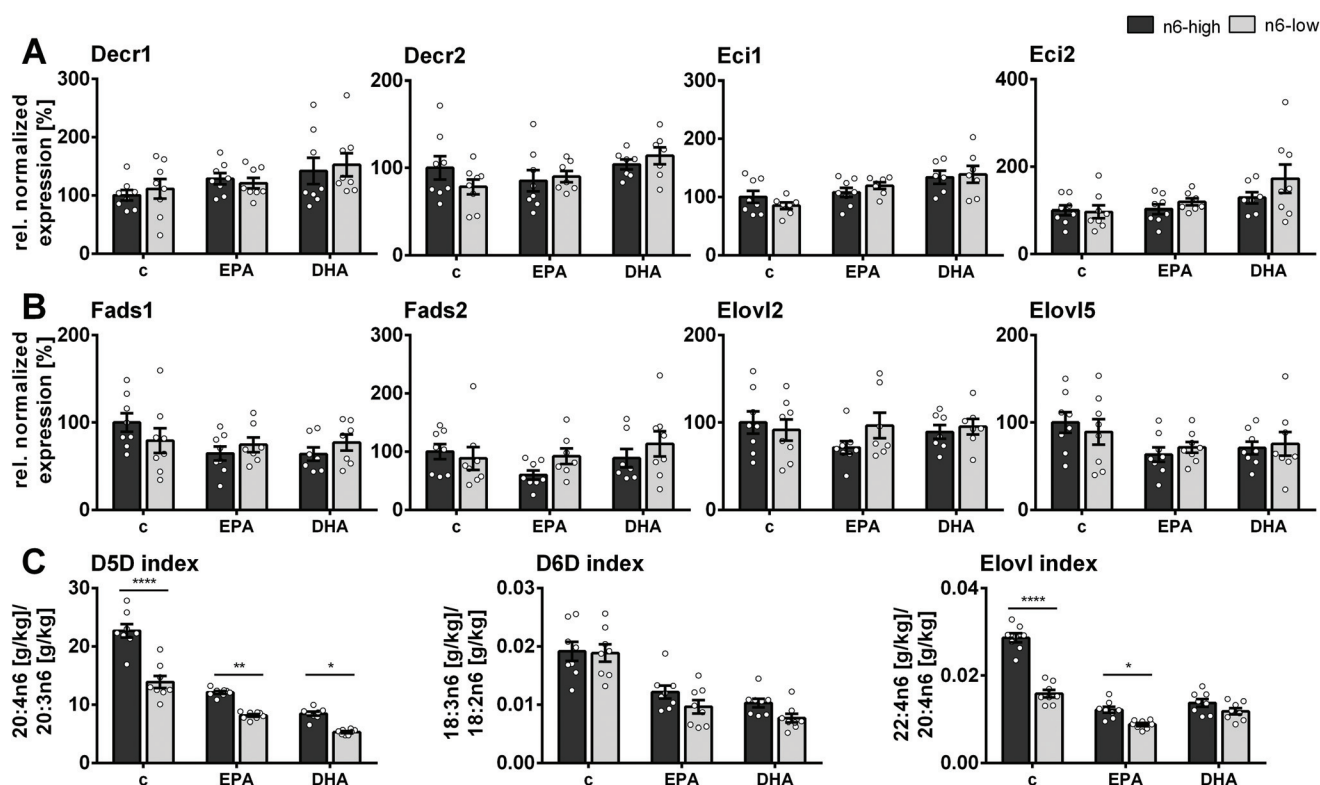 n6-high n6-low
A Decr1 Decr2 Eci1 Eci2
rel. normalized
expression [%]
300 200 300 400
200 200 300
100 200
100 100 100
0 0 0 0
c EPA DHA c EPA DHA c EPA DHA c EPA DHA
B Fads1 Fads2 Elovl2 Elovl5
rel. normalized
expression [%]
200 300 200 200
200
100 100 100
100
0 0 0 0
c EPA DHA c EPA DHA c EPA DHA c EPA DHA
C D5D index D6D index Elovl index
20:4n6 [g/kg]/
20:3n6 [g/kg]
30
20
10
0
**** ** *
c EPA DHA
18:3n6 [g/kg]/
18:2n6 [g/kg]
0.03
0.02
0.01
0.00
c EPA DHA
22:4n6 [g/kg]/
20:4n6 [g/kg]
0.04
0.02
0.00
**** *
c EPA DHA